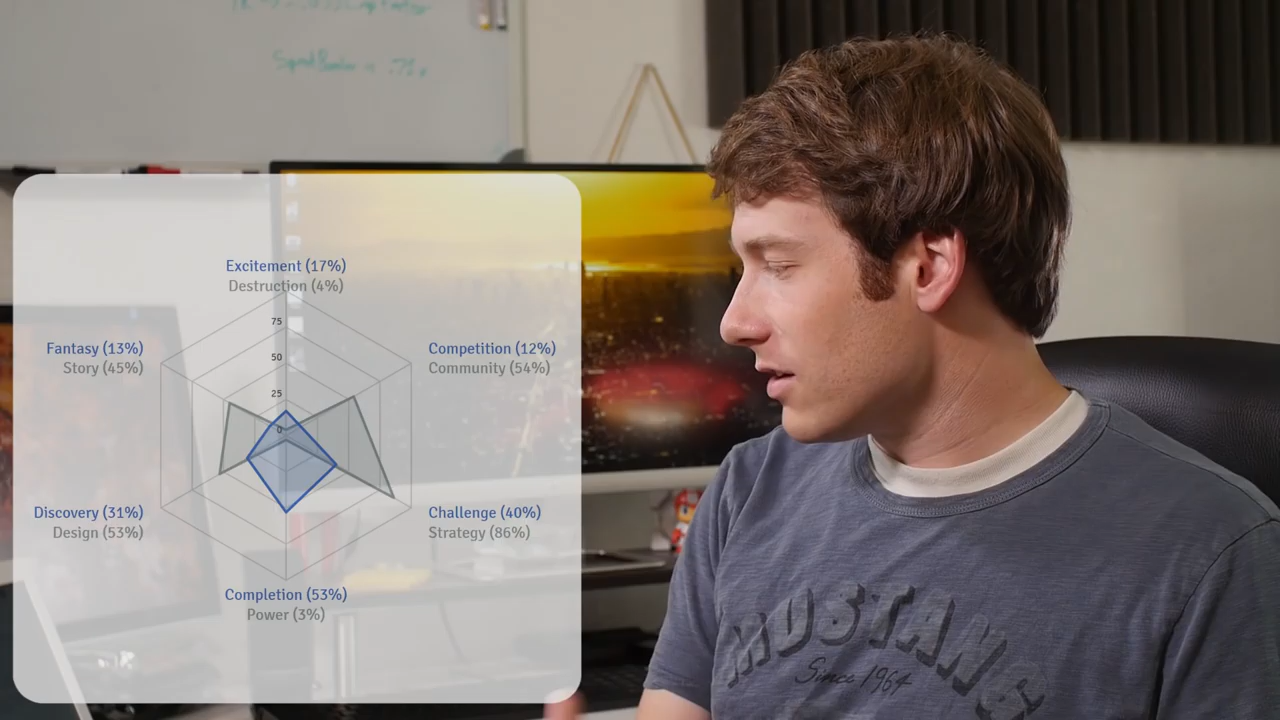 Excitement (17%)
Destruction (4%)
75
Fantasy (13%)
Story (45%)
Competition (12%)
Community (54%)
50
25
0
Discovery (31%)
Design (53%)
Challenge (40%)
Strategy (86%)
Completion (53%)
Power (3%)
MUSTANG
Since 1964